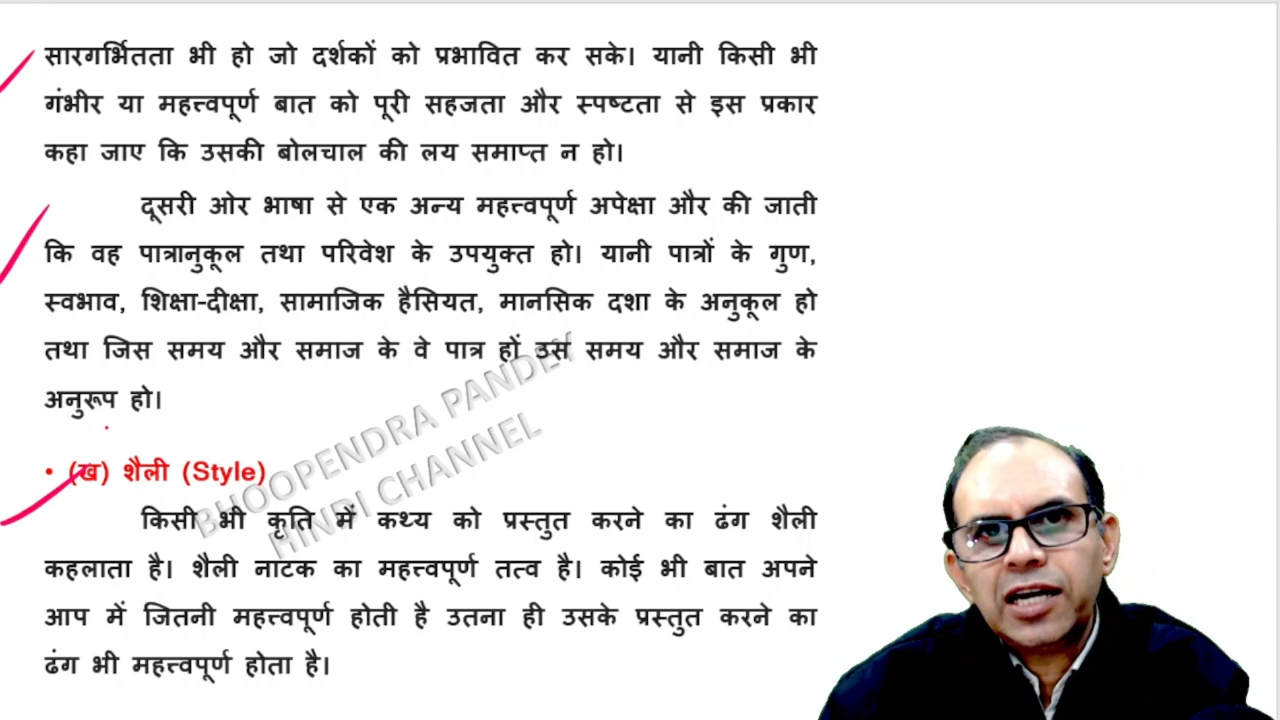 सारगर्भितता भी हो जो दर्शकों को प्रभावित कर सके। यानी किसी भी
गंभीर या महत्त्वपूर्ण बात को पूरी सहजता और स्पष्टता से इस प्रकार
कहा जाए कि उसकी बोलचाल की लय समाप्त न हो।
दूसरी ओर भाषा से एक अन्य महत्त्वपूर्ण अपेक्षा और की जाती
कि वह पात्रानुकूल तथा परिवेश के उपयुक्त हो। यानी पात्रों के गुण,
स्वभाव, शिक्षा-दीक्षा, सामाजिक हैसियत, मानसिक दशा के अनुकूल हो
तथा जिस समय और समाज के वे पात्र हों उस समय और समाज के
अनुरूप हो।
• (ख) शैली (Style)
किसी भी कृति में कथ्य को प्रस्तुत करने का ढंग शैली
कहलाता है। शैली नाटक का महत्त्वपूर्ण तत्व है। कोई भी बात अपने
आप में जितनी महत्त्वपूर्ण होती है उतना ही उसके प्रस्तुत करने का
ढंग भी महत्त्वपूर्ण होता है।
BHOOPENDRA PANDEY
HINDI CHANNEL